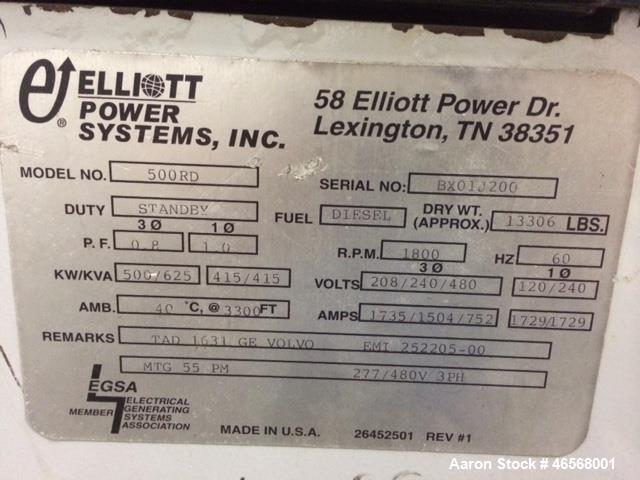 ELLIOTT
POWER
SYSTEMS, INC.
®
58 Elliott Power Dr.
Lexington, TN 38351
MODEL NO. 500RD
SERIAL NO: BX01J200
DUTY STANDBY
FUEL DIESEL DRY WT. (APPROX.) 13306 LBS.
3Ø 1Ø
P. F. 0.8 1.0
R.P.M. 1800 HZ 60
3Ø 1Ø
KW/KVA 500/625 415/415
VOLTS 208/240/480 120/240
AMB. 40 °C, @ 3300FT
AMPS 1735/1504/752 1729/1729
REMARKS TAD 1631 GE VOLVO EMI 252205-00
MTG 55 PM 277/480V 3PH
EGSA
MEMBER
ELECTRICAL
GENERATING
SYSTEMS
ASSOCIATION
MADE IN U.S.A. 26452501 REV #1
Aaron Stock # 46568001